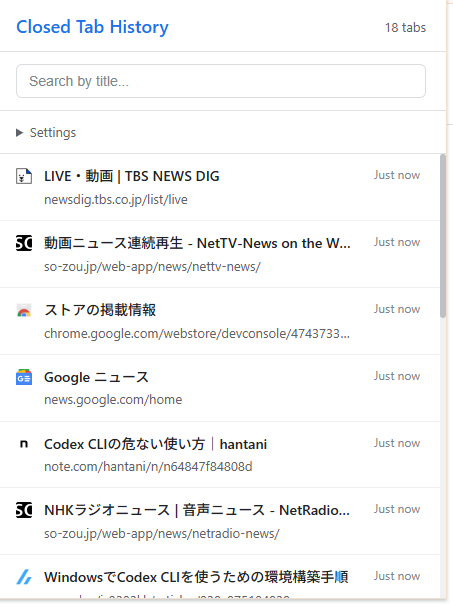 Closed Tab History
18 tabs
Search by title...
▶ Settings
LIVE・動画 | TBS NEWS DIG
Just now
newsdig.tbs.co.jp/list/live
動画ニュース連続再生 - NetTV-News on the W...
Just now
so-zou.jp/web-app/news/nettv-news/
ストアの掲載情報
Just now
chrome.google.com/webstore/devconsole/4743733...
Google ニュース
Just now
news.google.com/home
Codex CLIの危ない使い方｜hantani
Just now
note.com/hantani/n/n64847f84808d
NHKラジオニュース | 音声ニュース - NetRadio...
Just now
so-zou.jp/web-app/news/netradio-news/
WindowsでCodex CLIを使うための環境構築手順
Just now